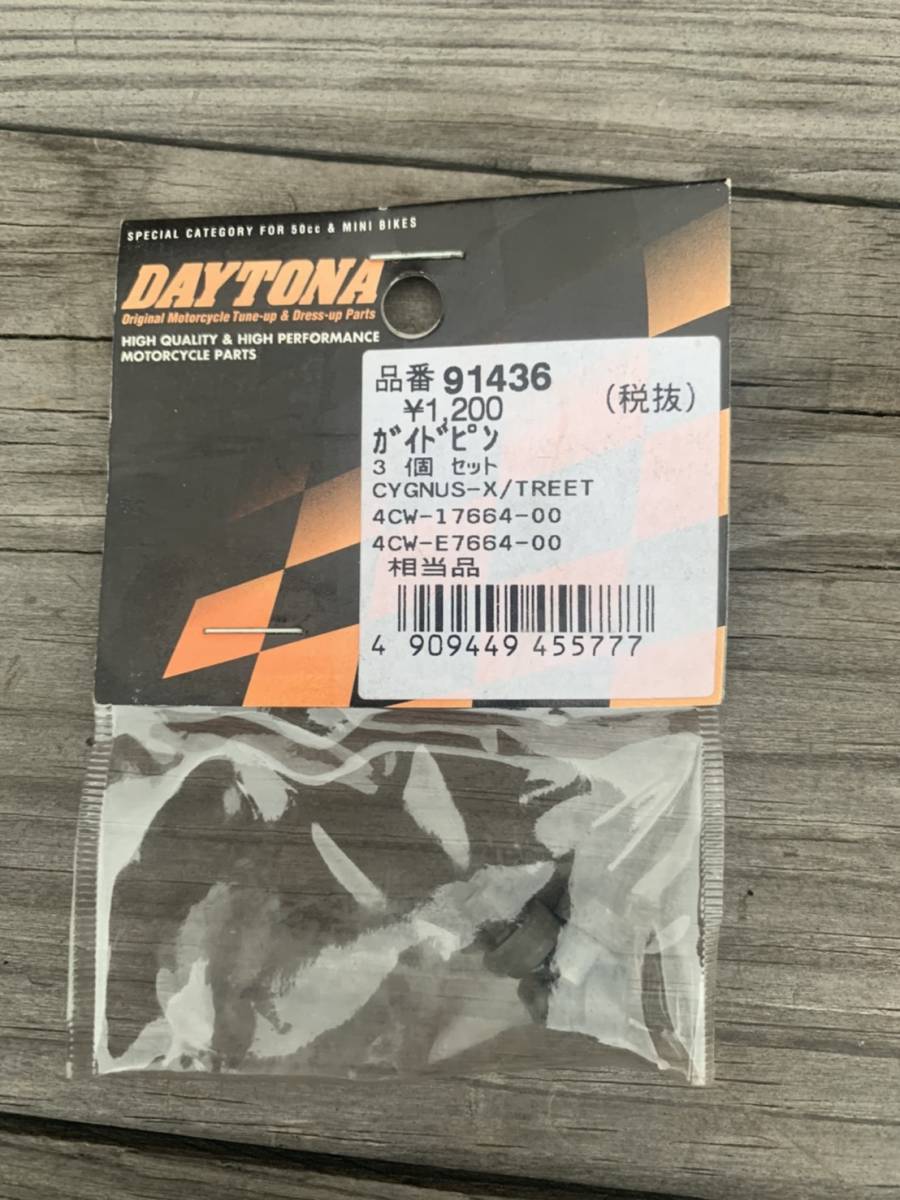 SPECIAL CATEGORY FOR 50cc & MINI BIKES
DAYTONA
Original Motorcycle Tune-up & Dress-up Parts
HIGH QUALITY & HIGH PERFORMANCE
MOTORCYCLE PARTS
品番 91436
¥1,200 (税抜)
ｶﾞｲﾄﾞﾋﾟﾝ
3 個 ｾｯﾄ
CYGNUS-X/TREET
4CW-17664-00
4CW-E7664-00
相当品
4 909449 455777